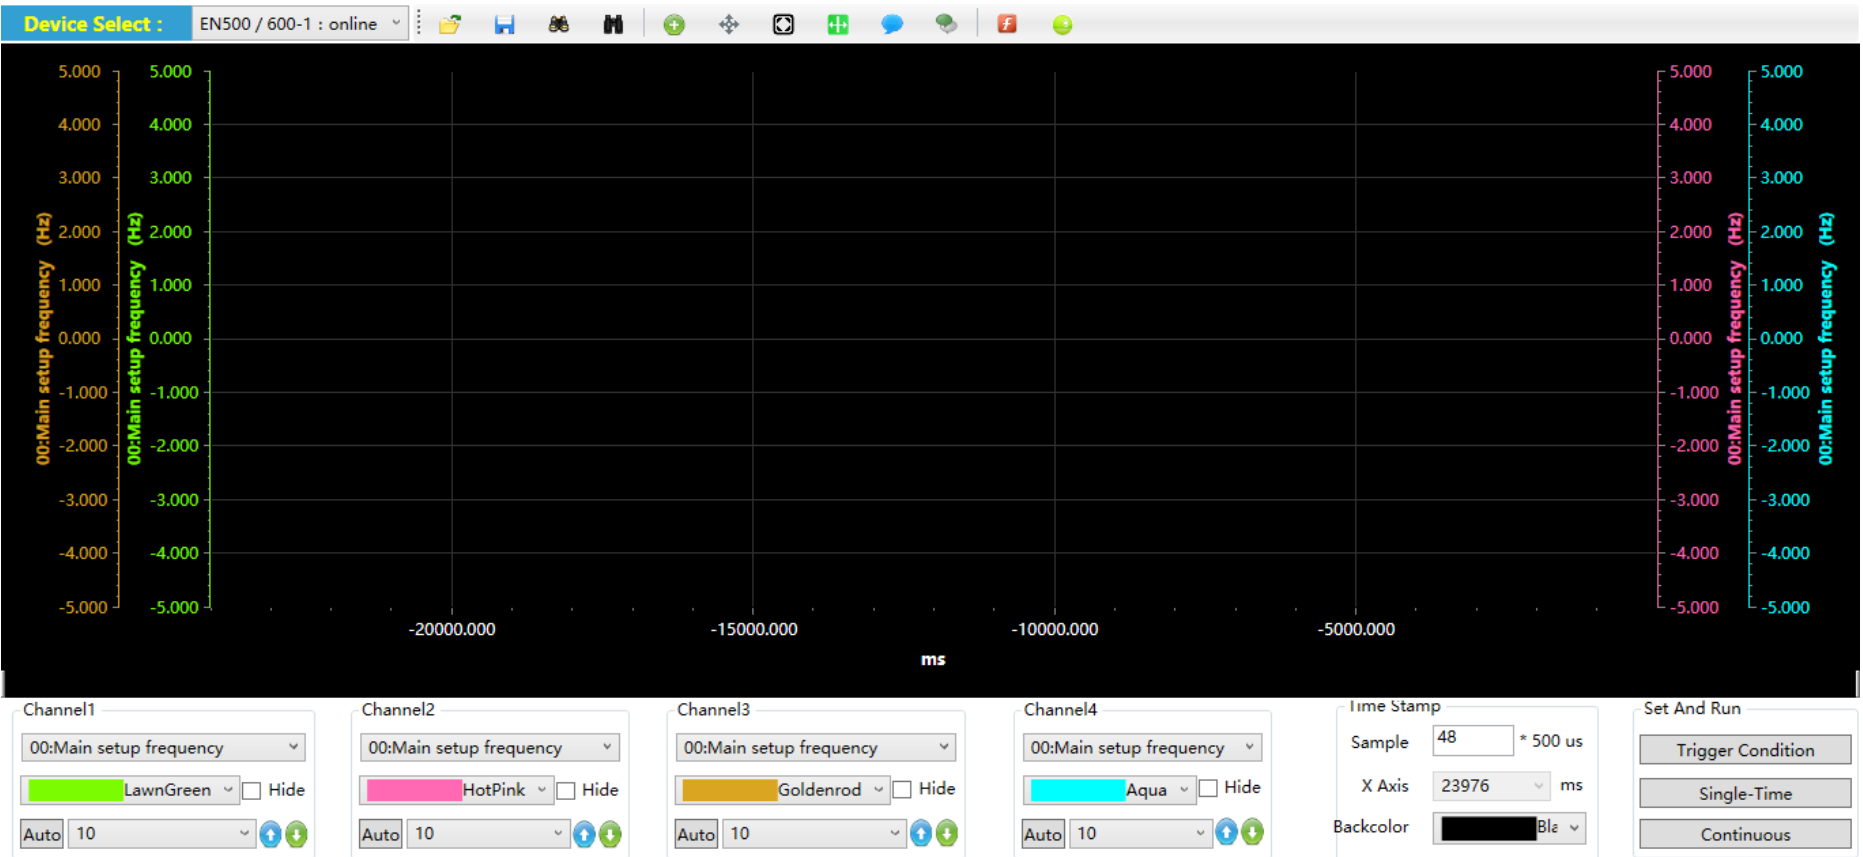 Device Select :
EN500 / 600-1 : online
5.000 5.000 5.000 5.000
4.000 4.000 4.000 4.000
3.000 3.000 3.000 3.000
2.000 2.000 2.000 2.000
1.000 1.000 1.000 1.000
0.000 0.000 0.000 0.000
-1.000 -1.000 -1.000 -1.000
-2.000 -2.000 -2.000 -2.000
-3.000 -3.000 -3.000 -3.000
-4.000 -4.000 -4.000 -4.000
-5.000 -5.000 -5.000 -5.000
00:Main setup frequency (Hz)
00:Main setup frequency (Hz)
00:Main setup frequency (Hz)
00:Main setup frequency (Hz)
-20000.000 -15000.000 -10000.000 -5000.000
ms
Channel1
00:Main setup frequency
LawnGreen Hide
Auto 10
Channel2
00:Main setup frequency
HotPink Hide
Auto 10
Channel3
00:Main setup frequency
Goldenrod Hide
Auto 10
Channel4
00:Main setup frequency
Aqua Hide
Auto 10
Time Stamp
Sample 48 * 500 us
X Axis 23976 ms
Backcolor Bla
Set And Run
Trigger Condition
Single-Time
Continuous